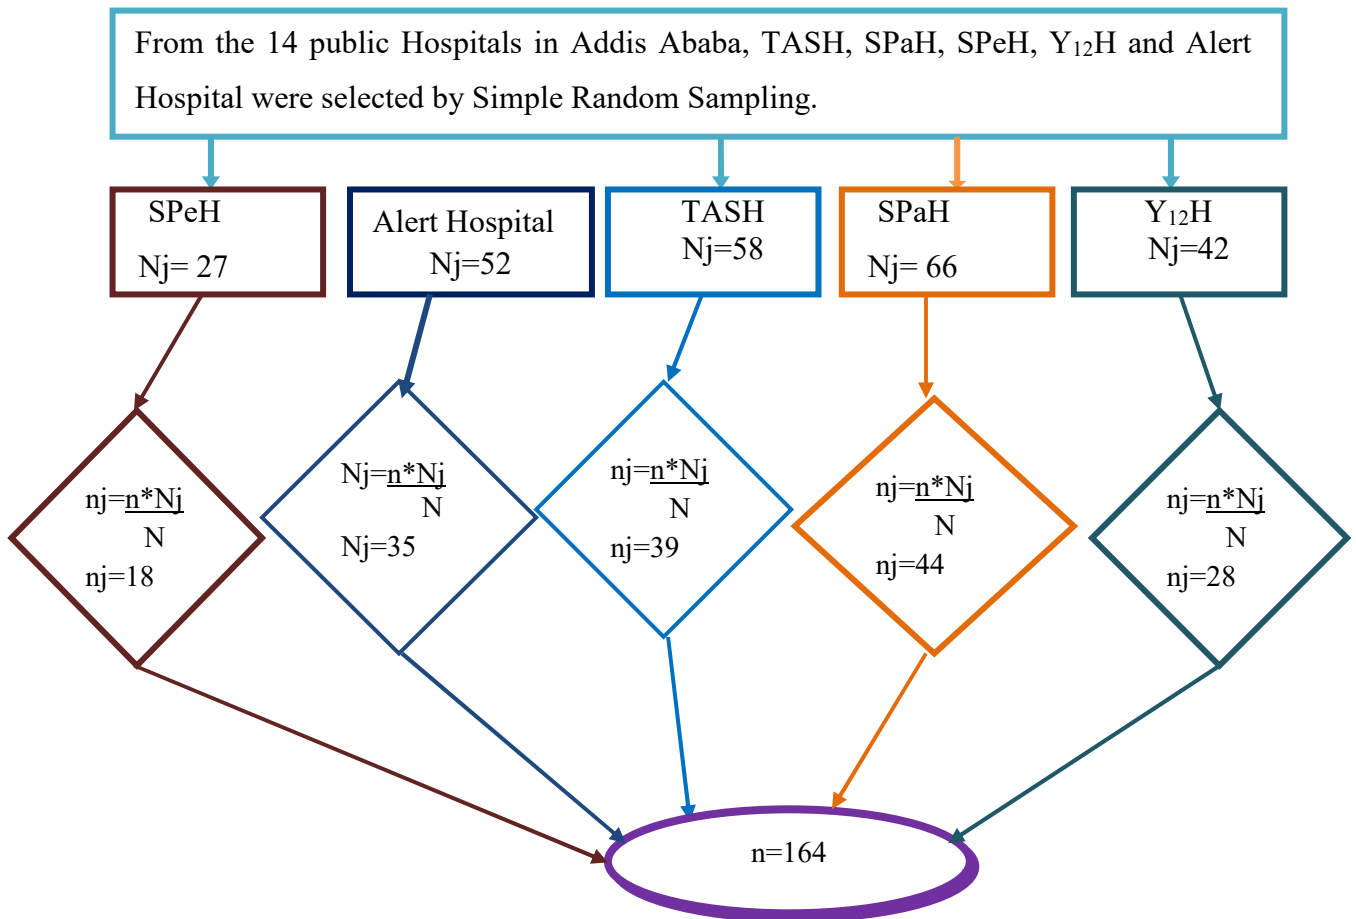 From the 14 public Hospitals in Addis Ababa, TASH, SPaH, SPeH, Y₁₂H and Alert
Hospital were selected by Simple Random Sampling.
SPeH
Nj= 27
Alert Hospital
Nj=52
TASH
Nj=58
SPaH
Nj= 66
Y₁₂H
Nj=42
nj=n*Nj
N
nj=18
Nj=n*Nj
N
Nj=35
nj=n*Nj
N
nj=39
nj=n*Nj
N
nj=44
nj=n*Nj
N
nj=28
n=164